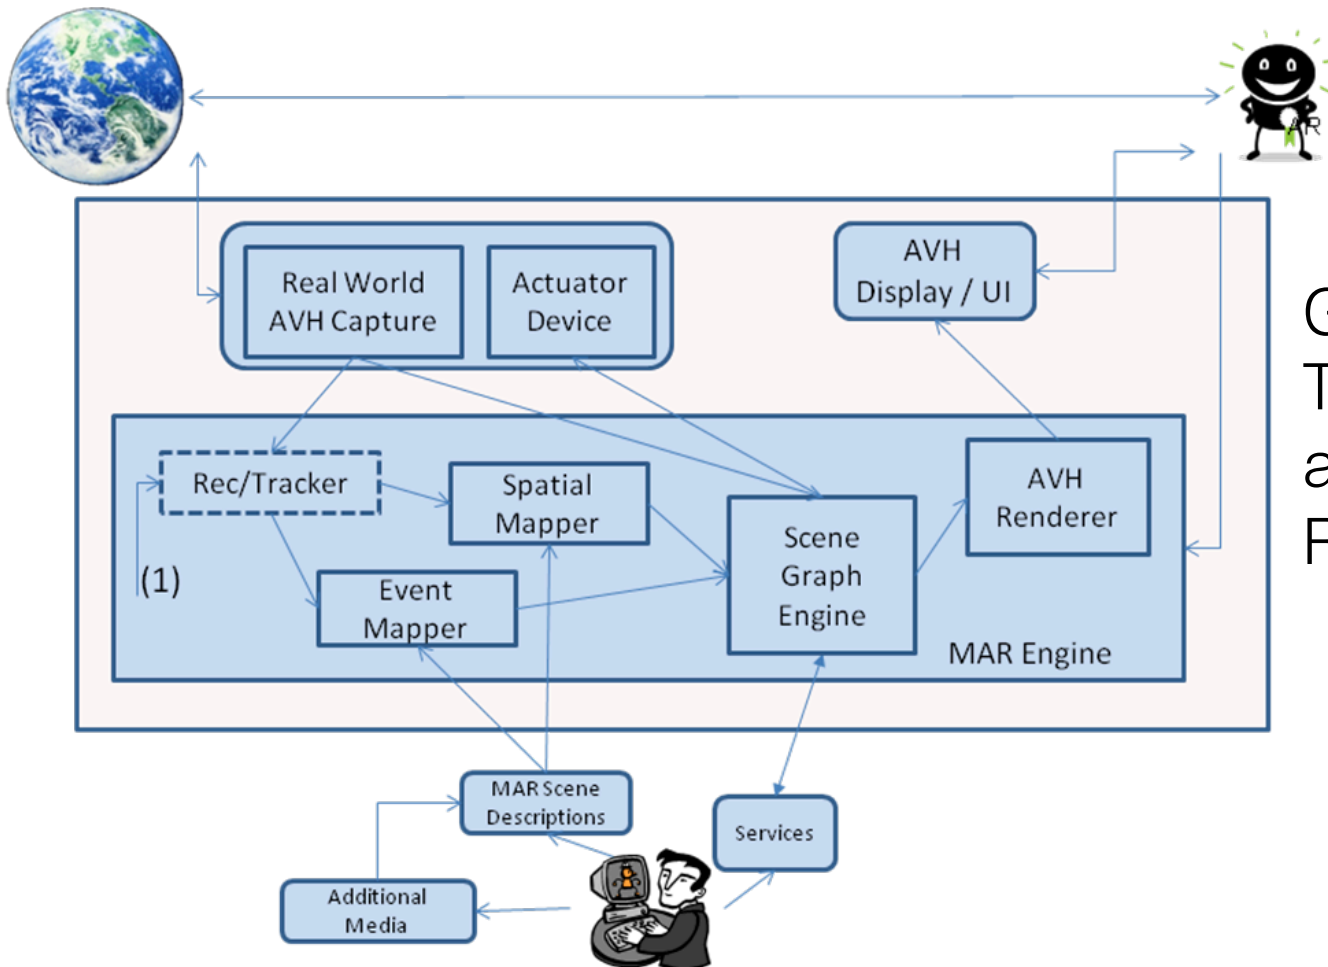 AR
Real World
AVH Capture
Actuator
Device
AVH
Display / UI
Rec/Tracker
Spatial
Mapper
AVH
Renderer
Scene
Graph
Engine
(1)
Event
Mapper
MAR Engine
MAR Scene
Descriptions
Services
Additional
Media